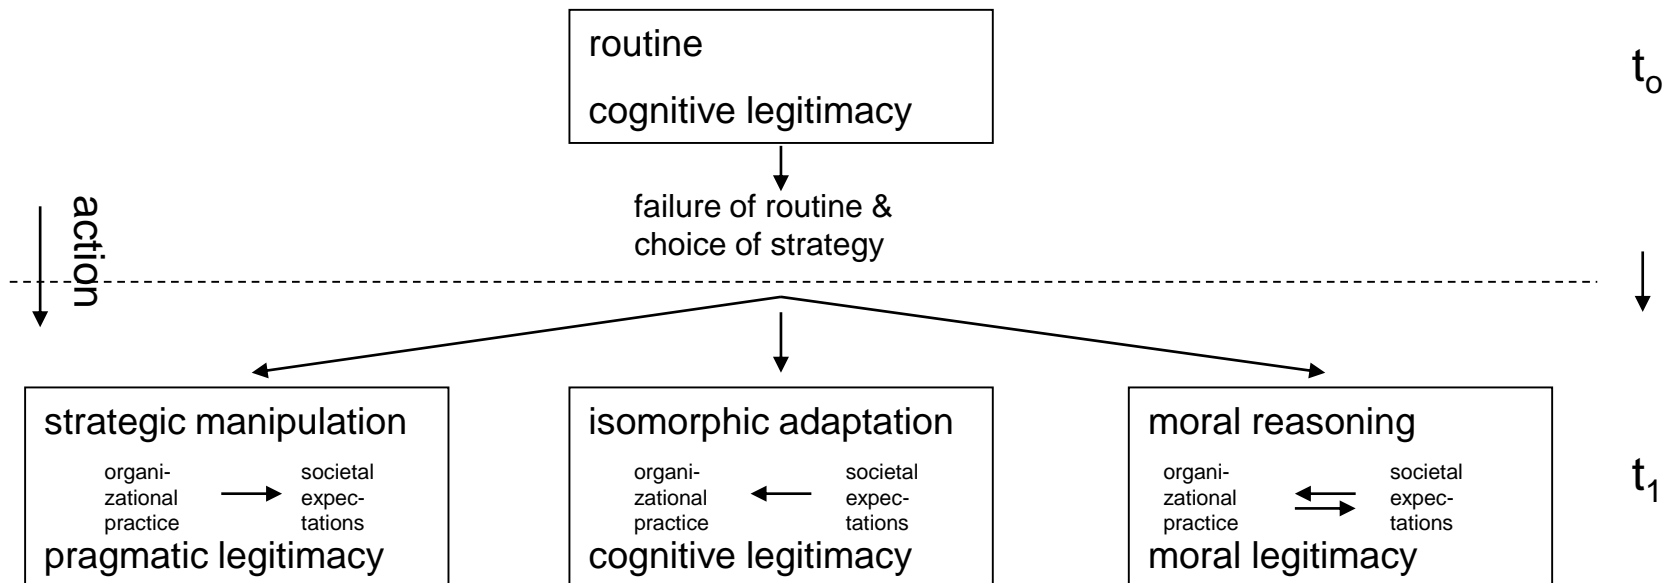 routine
cognitive legitimacy
t₀
action
failure of routine &
choice of strategy
strategic manipulation
organi-
zational
practice
societal
expec-
tations
pragmatic legitimacy
isomorphic adaptation
organi-
zational
practice
societal
expec-
tations
cognitive legitimacy
moral reasoning
organi-
zational
practice
societal
expec-
tations
moral legitimacy
t₁